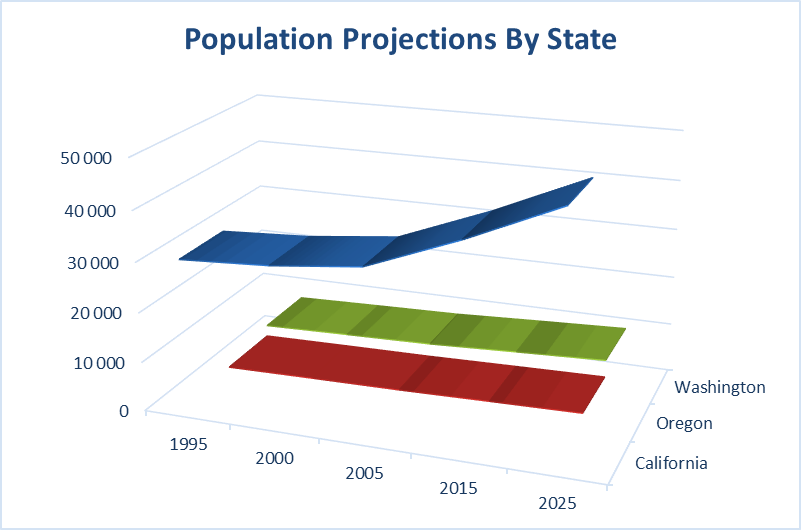 Population Projections By State
50 000
40 000
30 000
20 000
10 000
0
1995
2000
2005
2015
2025
Washington
Oregon
California